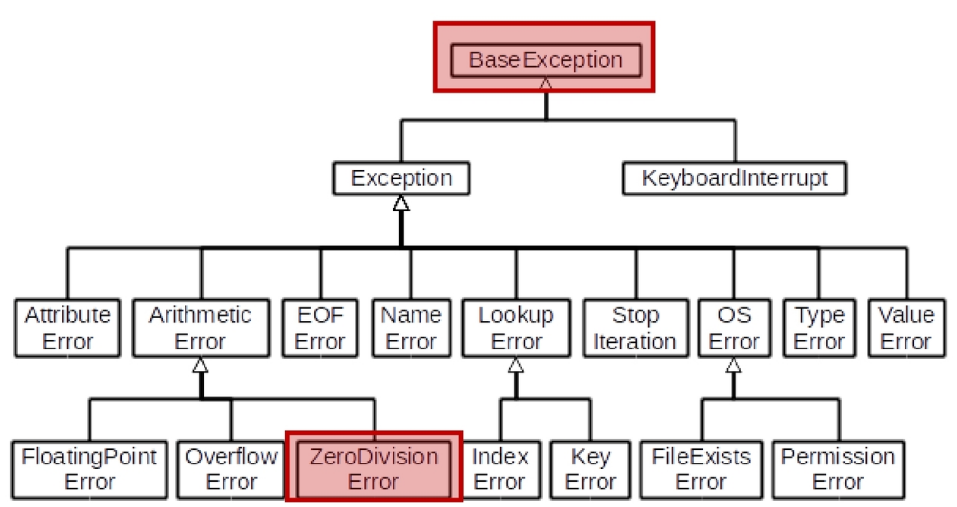 BaseException
Exception
KeyboardInterrupt
Attribute
Error
Arithmetic
Error
EOF
Error
Name
Error
Lookup
Error
Stop
Iteration
OS
Error
Type
Error
Value
Error
FloatingPoint
Error
Overflow
Error
ZeroDivision
Error
Index
Error
Key
Error
FileExists
Error
Permission
Error